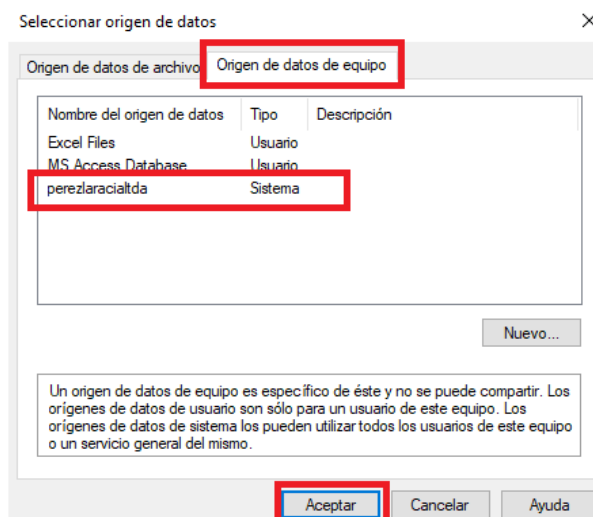 Seleccionar origen de datos
Origen de datos de archivo Origen de datos de equipo
Nombre del origen de datos Tipo Descripción
Excel Files Usuario
MS Access Database Usuario
perezlaracialtda Sistema
Nuevo...
Un origen de datos de equipo es específico de éste y no se puede compartir. Los
orígenes de datos de usuario son sólo para un usuario de este equipo. Los
orígenes de datos de sistema los pueden utilizar todos los usuarios de este equipo
o un servicio general del mismo.
Aceptar Cancelar Ayuda